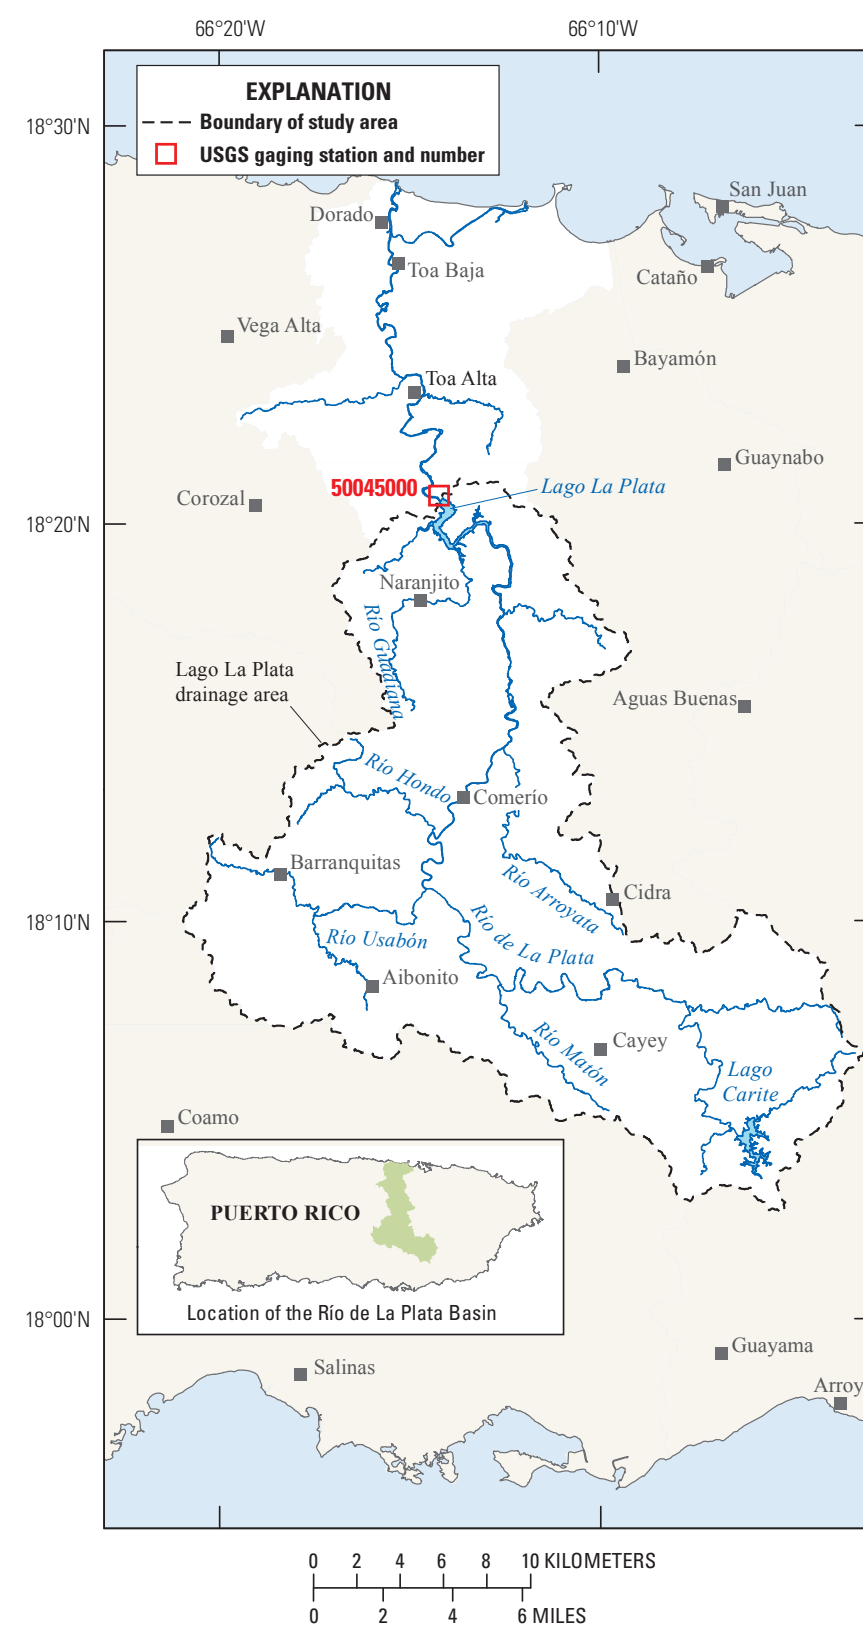 66°20'W
66°10'W
EXPLANATION
Boundary of study area
USGS gaging station and number
18°30'N
San Juan
Dorado
Toa Baja
Cataño
Vega Alta
Bayamón
Toa Alta
Guaynabo
50045000
Lago La Plata
Corozal
18°20'N
Naranjito
Río Guadiana
Lago La Plata
drainage area
Aguas Buenas
Río Hondo
Comerío
Barranquitas
Río Arroyata
Cidra
18°10'N
Río de La Plata
Río Usabón
Aibonito
Río Matón
Cayey
Lago
Carite
Coamo
PUERTO RICO
Location of the Río de La Plata Basin
18°00'N
Guayama
Salinas
Arroy
0 2 4 6 8 10 KILOMETERS
0 2 4 6 MILES